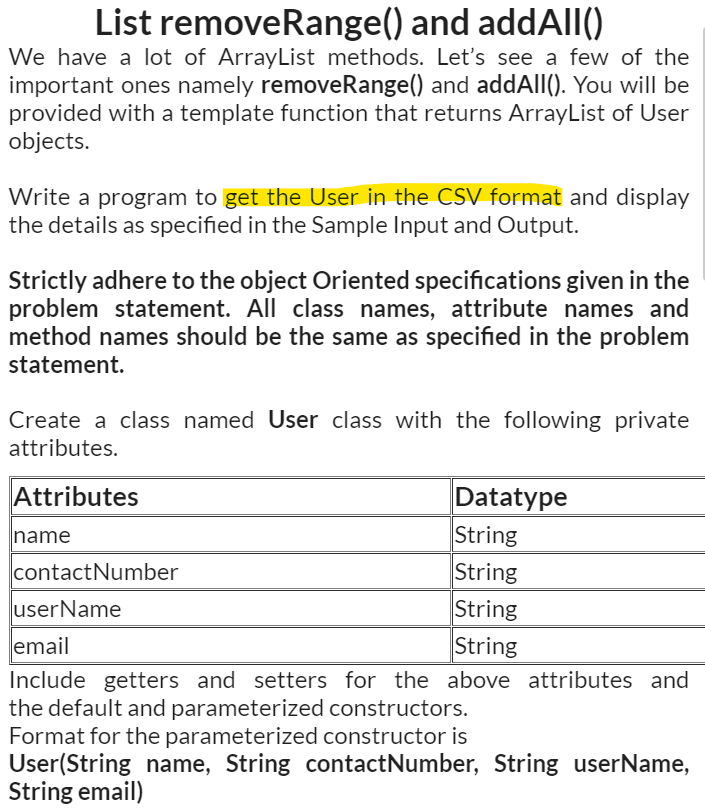 List removeRange() and addAll()
We have a lot of ArrayList methods. Let’s see a few of the
important ones namely removeRange() and addAll(). You will be
provided with a template function that returns ArrayList of User
objects.
Write a program to get the User in the CSV format and display
the details as specified in the Sample Input and Output.
Strictly adhere to the object Oriented specifications given in the
problem statement. All class names, attribute names and
method names should be the same as specified in the problem
statement.
Create a class named User class with the following private
attributes.
Attributes Datatype
name String
contactNumber String
userName String
email String
Include getters and setters for the above attributes and
the default and parameterized constructors.
Format for the parameterized constructor is
User(String name, String contactNumber, String userName,
String email)